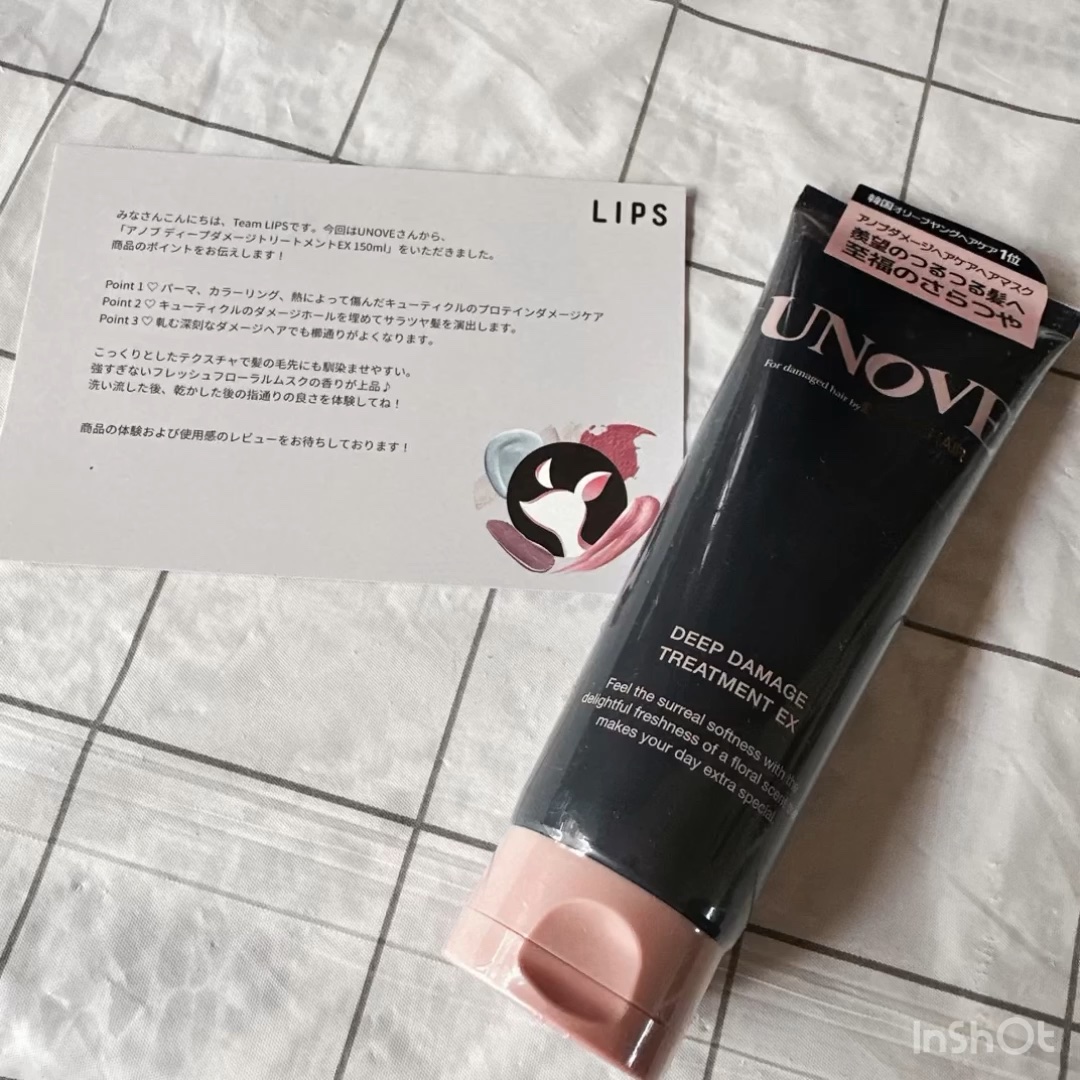 LIPS
みなさんこんにちは、Team LIPSです。今回はUNOVEさんから、
「アノブ ディープダメージトリートメントEX 150ml」をいただきました。
商品のポイントをお伝えします！
Point 1 ♡ パーマ、カラーリング、熱によって傷んだキューティクルのプロテインダメージケア
Point 2 ♡ キューティクルのダメージホールを埋めてサラツヤ髪を演出します。
Point 3 ♡ 軋む深刻なダメージヘアでも櫛通りがよくなります。
こっくりとしたテクスチャで髪の毛先にも馴染ませやすい。
強すぎないフレッシュフローラルムスクの香りが上品♪
洗い流した後、乾かした後の指通りの良さを体験してね！
商品の体験および使用感のレビューをお待ちしております！
韓国オリーブヤングヘアケア1位
アノブダメージヘアケアヘアマスク
羨望のつるつる髪へ
至福のさらつや
UNOVE
For damaged hair by
HAIR
DEEP DAMAGE
TREATMENT EX
Feel the surreal softness with the
delightful freshness of a floral scent
makes your day extra special
InShOt